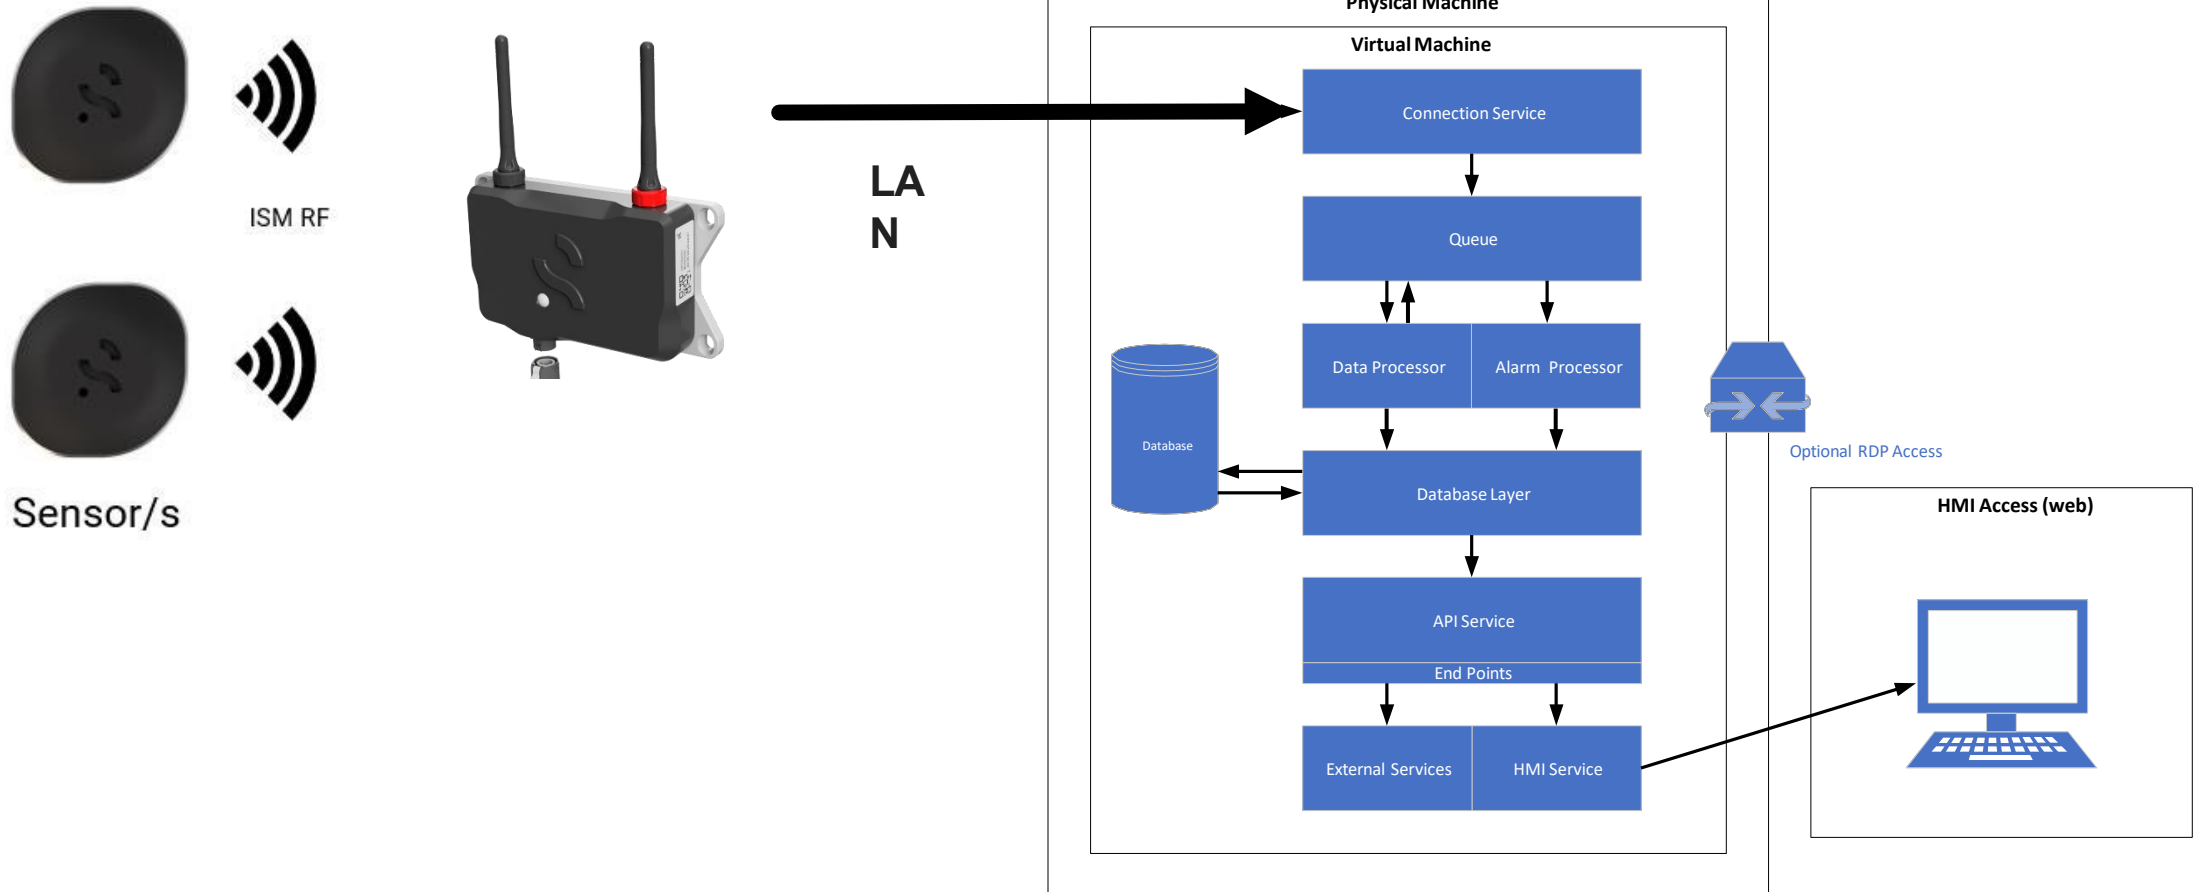 Physical Machine
Virtual Machine
Connection Service
ISM RF
LA
N
Queue
Data Processor
Alarm Processor
Database
Optional RDP Access
Database Layer
Sensor/s
HMI Access (web)
API Service
End Points
External Services
HMI Service